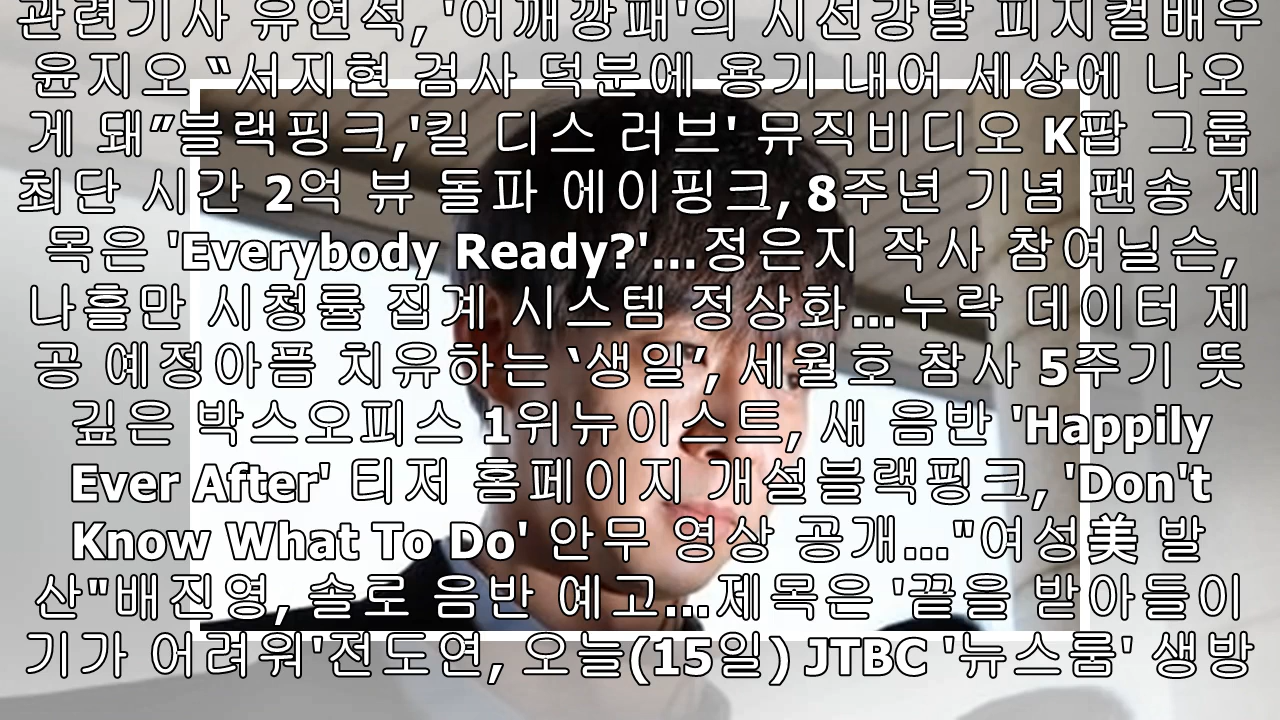 관련기사 유연석, '어깨깡패'의 시선강탈 피지컬배우
윤지오 “서지현 검사 덕분에 용기 내어 세상에 나오
게 돼”블랙핑크,'킬 디스 러브' 뮤직비디오 K팝 그룹
최단 시간 2억 뷰 돌파 에이핑크, 8주년 기념 팬송 제
목은 'Everybody Ready?'…정은지 작사 참여닐슨,
나흘만 시청률 집계 시스템 정상화…누락 데이터 제
공 예정아픔 치유하는 ‘생일’, 세월호 참사 5주기 뜻
깊은 박스오피스 1위뉴이스트, 새 음반 'Happily
Ever After' 티저 홈페이지 개설블랙핑크, 'Don't
Know What To Do' 안무 영상 공개…"여성美 발
산"배진영, 솔로 음반 예고…제목은 '끝을 받아들이
기가 어려워'전도연, 오늘(15일) JTBC '뉴스룸' 생방